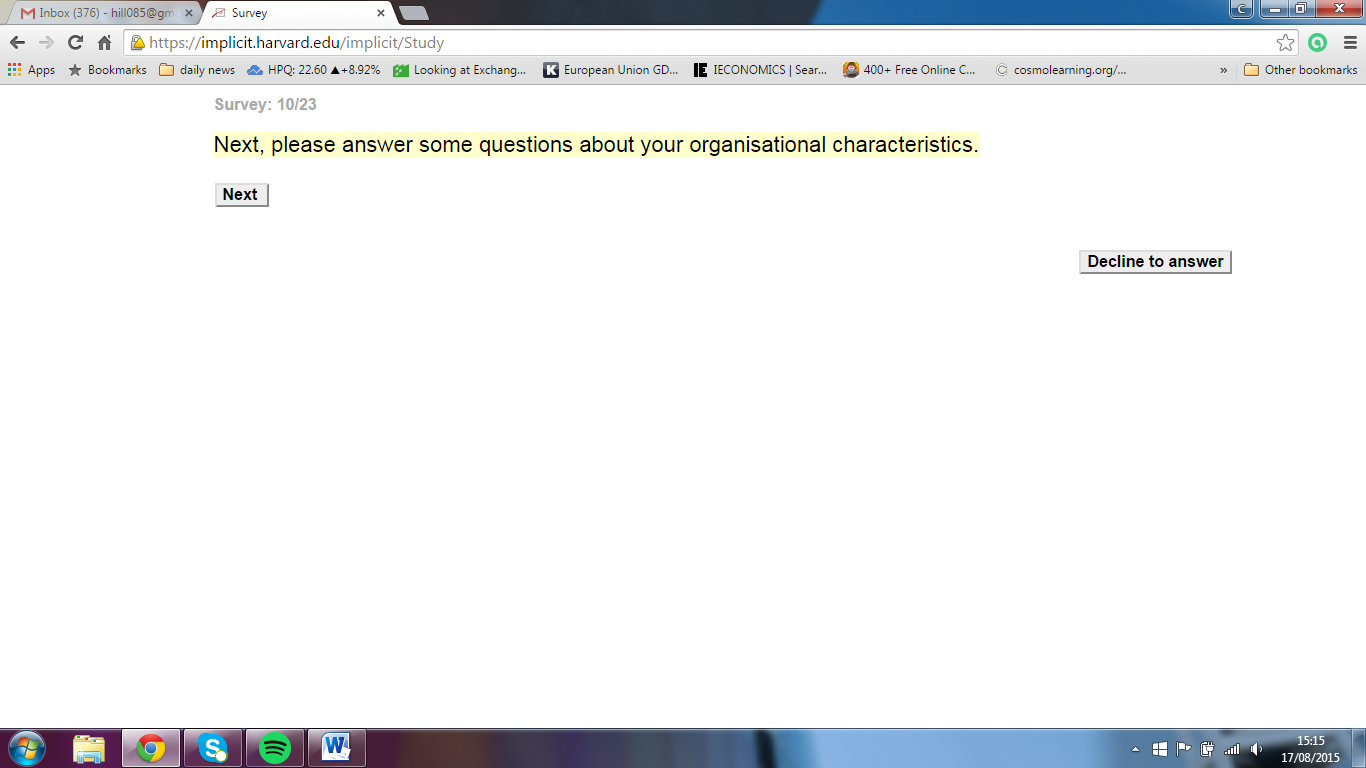 Inbox (376) - hill085@gm
Survey
C
https://implicit.harvard.edu/implicit/Study
Apps
Bookmarks
daily news
HPQ: 22.60 ▲+8.92%
Looking at Exchang...
K
European Union GD...
IE
IECONOMICS | Sear...
400+ Free Online C...
C
cosmolearning.org/...
»
Other bookmarks
Survey: 10/23
Next, please answer some questions about your organisational characteristics.
Next
Decline to answer
15:15
17/08/2015